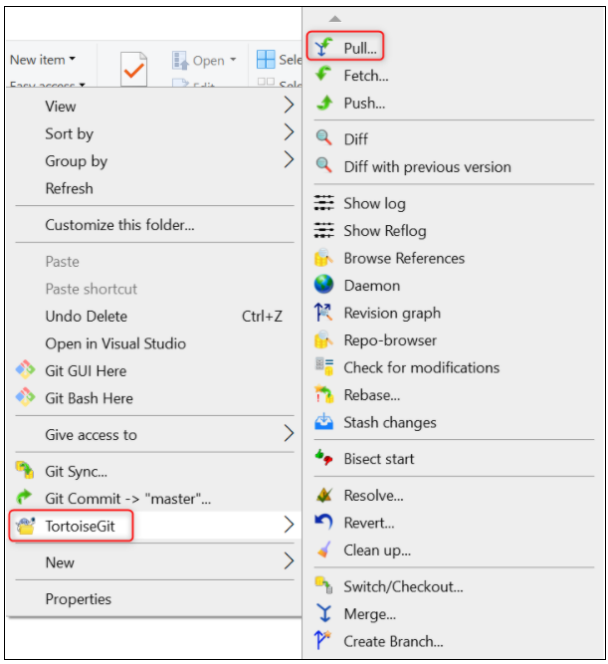 New item
Easy access
Open
Edit
Sele
Sele
View
Sort by
Group by
Refresh
Customize this folder...
Paste
Paste shortcut
Undo Delete Ctrl+Z
Open in Visual Studio
Git GUI Here
Git Bash Here
Give access to
Git Sync...
Git Commit -> "master"...
TortoiseGit
New
Properties
Pull...
Fetch...
Push...
Diff
Diff with previous version
Show log
Show Reflog
Browse References
Daemon
Revision graph
Repo-browser
Check for modifications
Rebase...
Stash changes
Bisect start
Resolve...
Revert...
Clean up...
Switch/Checkout...
Merge...
Create Branch...